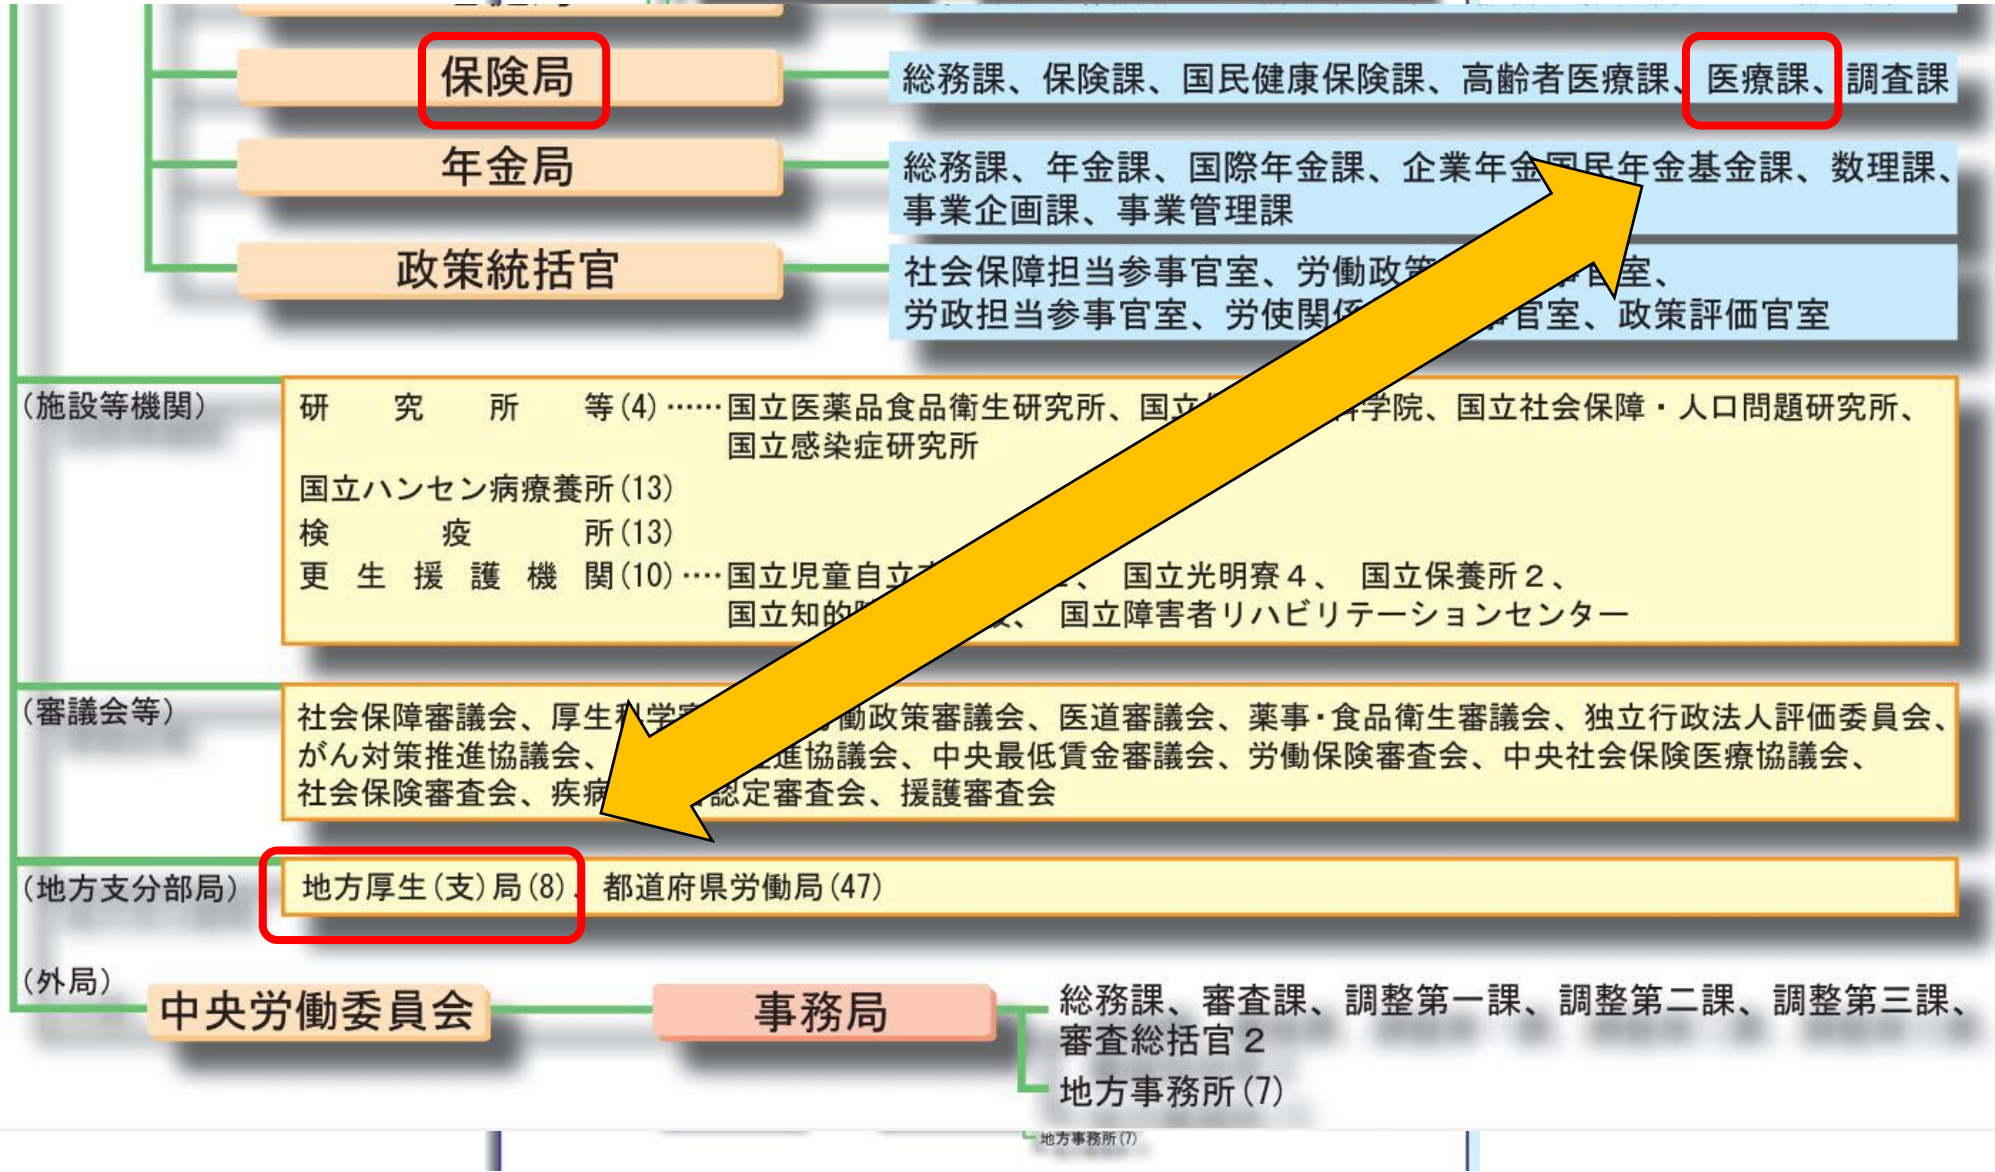 保険局
総務課、保険課、国民健康保険課、高齢者医療課、医療課、調査課
年金局
総務課、年金課、国際年金課、企業年金国民年金基金課、数理課、
事業企画課、事業管理課
政策統括官
社会保障担当参事官室、労働政策 事官室、
労政担当参事官室、労使関係 事官室、政策評価官室
(施設等機関)
研究所等(4)……国立医薬品食品衛生研究所、国立 科学院、国立社会保障・人口問題研究所、
国立感染症研究所
国立ハンセン病療養所(13)
検疫所(13)
更生援護機関(10)‥‥国立児童自立 、 国立光明寮4、 国立保養所2、
国立知的 、 国立障害者リハビリテーションセンター
(審議会等)
社会保障審議会、厚生科学 働政策審議会、医道審議会、薬事・食品衛生審議会、独立行政法人評価委員会、
がん対策推進協議会、 推進協議会、中央最低賃金審議会、労働保険審査会、中央社会保険医療協議会、
社会保険審査会、疾病 認定審査会、援護審査会
(地方支分部局)
地方厚生(支)局(8)、都道府県労働局(47)
(外局)
中央労働委員会
事務局
総務課、審査課、調整第一課、調整第二課、調整第三課、
審査総括官2
地方事務所(7)
地方事務所(7)